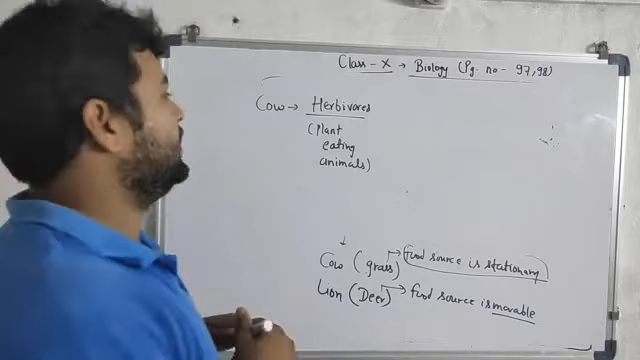 Class-X → Biology (Pg. no - 97,98)
Cow → Herbivores
(Plant
eating
animals)
Cow (grass) → food source is stationary
Lion (Deer) → food source is movable